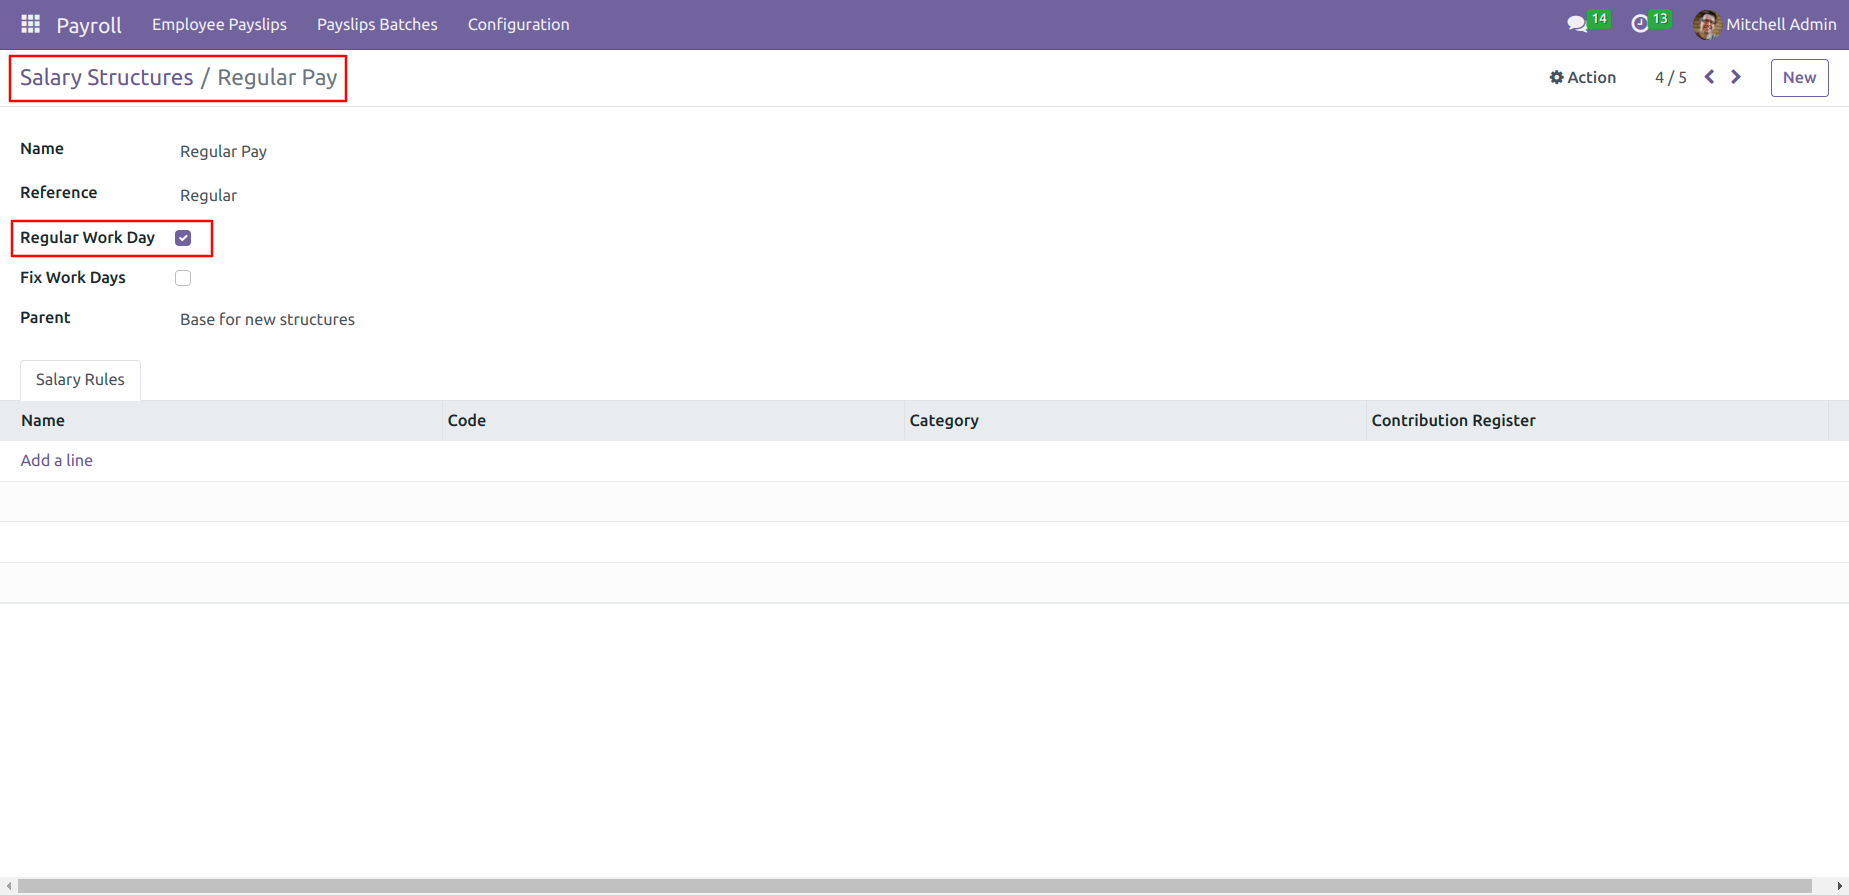 Payroll Employee Payslips Payslips Batches Configuration 14 13 Mitchell Admin
Salary Structures / Regular Pay Action 4 / 5 New
Name Regular Pay
Reference Regular
Regular Work Day
Fix Work Days
Parent Base for new structures
Salary Rules
Name Code Category Contribution Register
Add a line